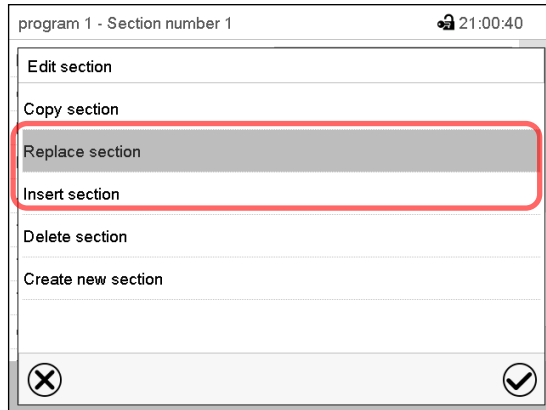 program 1 - Section number 1 21:00:40
Edit section
Copy section
Replace section
Insert section
Delete section
Create new section